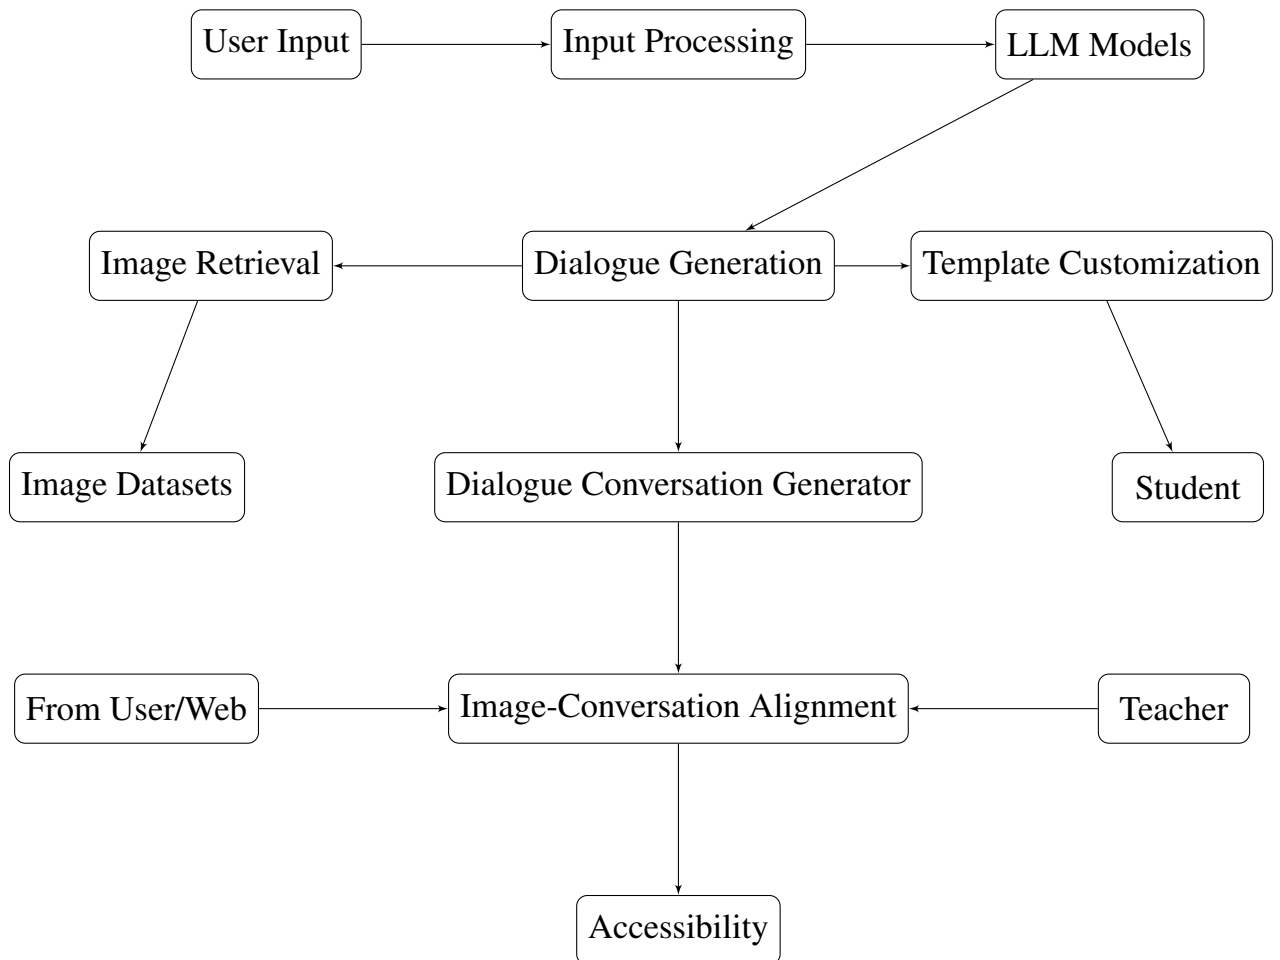 User Input
Input Processing
LLM Models
Image Retrieval
Dialogue Generation
Template Customization
Image Datasets
Dialogue Conversation Generator
Student
From User/Web
Image-Conversation Alignment
Teacher
Accessibility